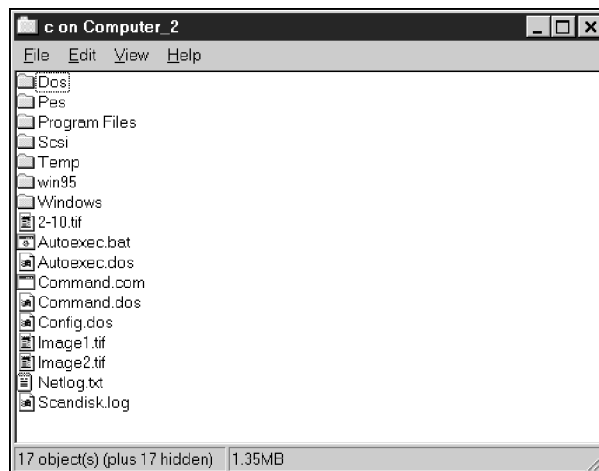 c on Computer_2
File Edit View Help
Dos
Pes
Program Files
Scsi
Temp
win95
Windows
2-10.tif
Autoexec.bat
Autoexec.dos
Command.com
Command.dos
Config.dos
Image1.tif
Image2.tif
Netlog.txt
Scandisk.log
17 object(s) (plus 17 hidden) 1.35MB